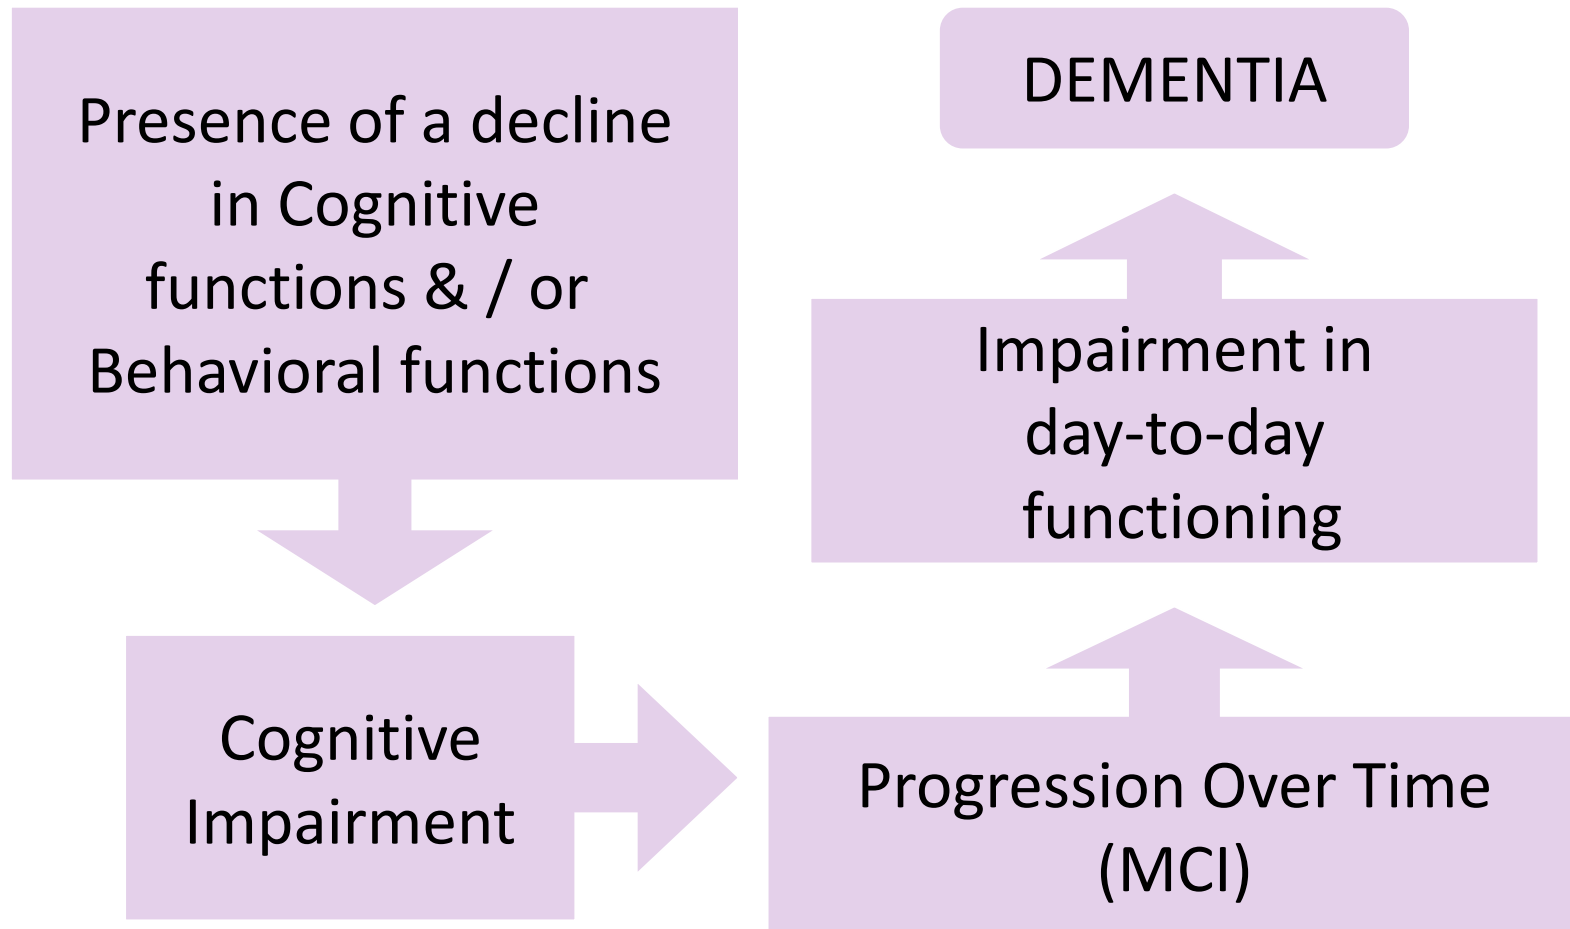 Presence of a decline
in Cognitive
functions & / or
Behavioral functions
Cognitive
Impairment
Progression Over Time
(MCI)
Impairment in
day-to-day
functioning
DEMENTIA